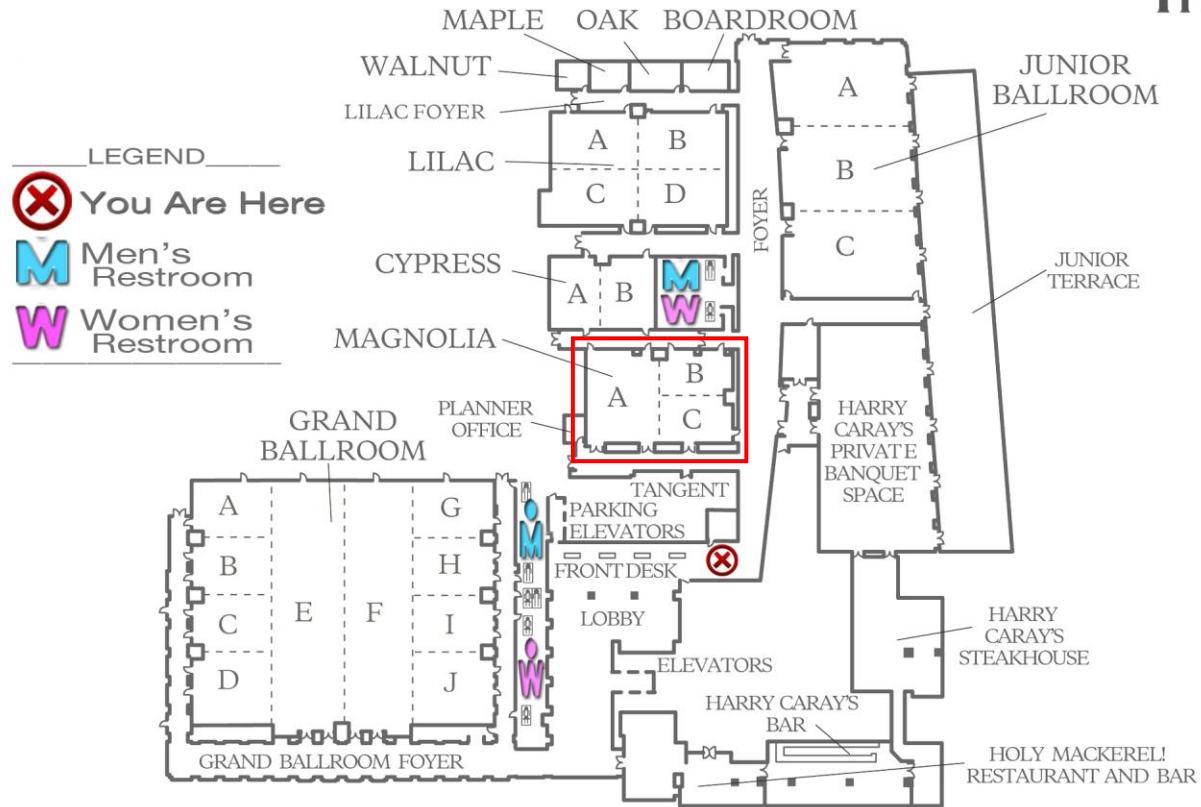 MAPLE
OAK
BOARDROOM
WALNUT
LILAC FOYER
LILAC
A
B
C
D
JUNIOR
BALLROOM
A
B
C
FOYER
JUNIOR
TERRACE
LEGEND
You Are Here
M
Men's
Restroom
W
Women's
Restroom
CYPRESS
A
B
M
W
MAGNOLIA
A
B
C
PLANNER
OFFICE
HARRY
CARAY'S
PRIVATE
BANQUET
SPACE
GRAND
BALLROOM
A
B
C
D
E
F
G
H
I
J
M
W
TANGENT
PARKING
ELEVATORS
FRONT DESK
LOBBY
ELEVATORS
HARRY
CARAY'S
STEAKHOUSE
HARRY CARAY'S
BAR
HOLY MACKEREL!
RESTAURANT AND BAR
GRAND BALLROOM FOYER